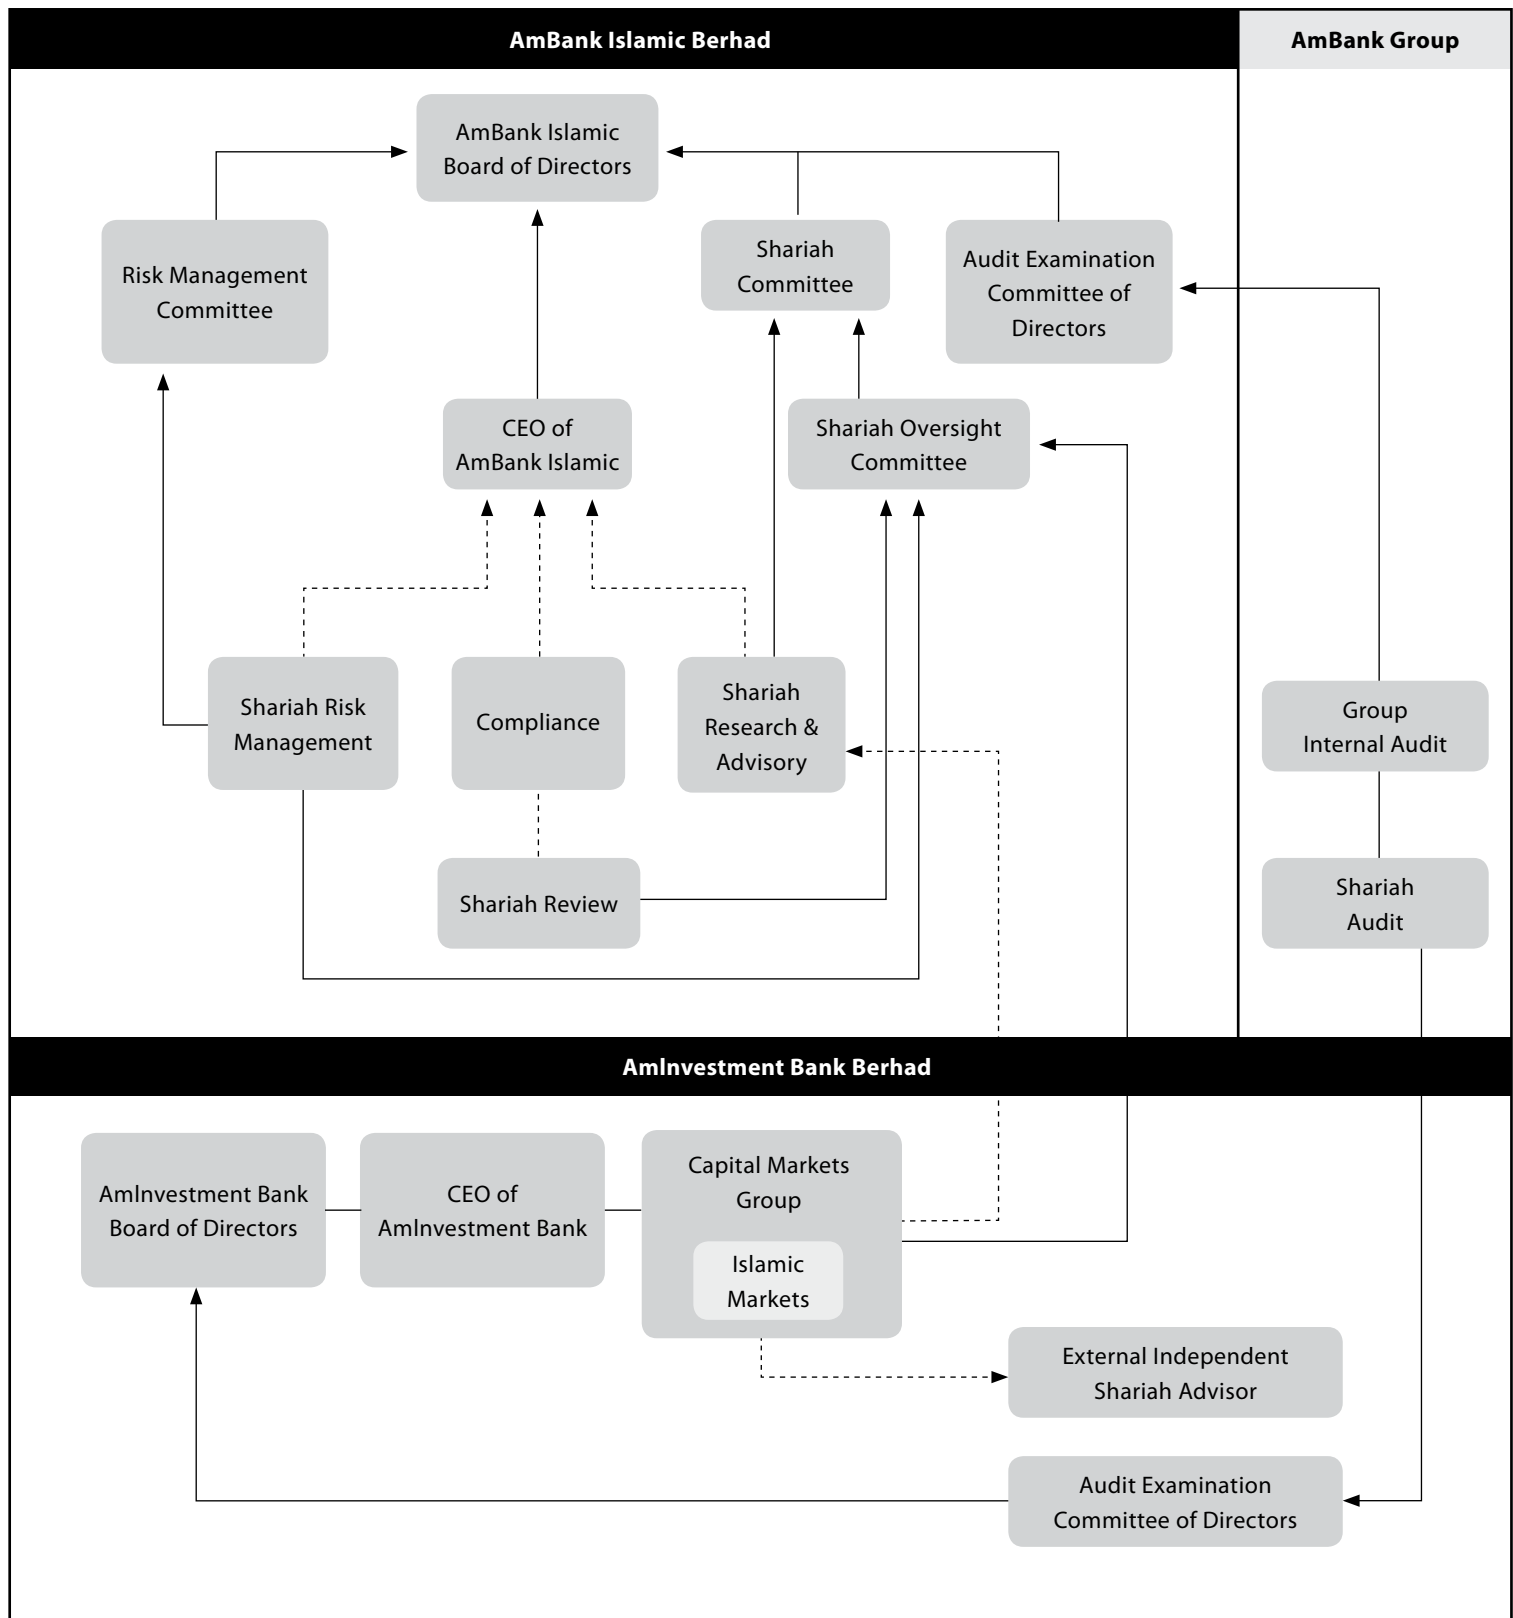 AmBank Islamic Berhad
AmBank Group
AmBank Islamic
Board of Directors
Risk Management
Committee
Shariah
Committee
Audit Examination
Committee of
Directors
CEO of
AmBank Islamic
Shariah Oversight
Committee
Shariah Risk
Management
Compliance
Shariah
Research &
Advisory
Group
Internal Audit
Shariah Review
Shariah
Audit
AmInvestment Bank Berhad
AmInvestment Bank
Board of Directors
CEO of
AmInvestment Bank
Capital Markets
Group
Islamic
Markets
External Independent
Shariah Advisor
Audit Examination
Committee of Directors